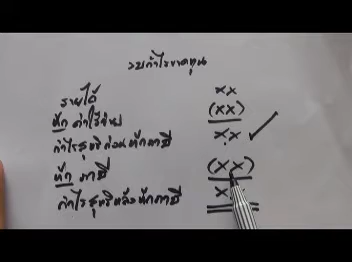 งบกำไรขาดทุน
รายได้ xx
หัก ค่าใช้จ่าย (xx)
กำไรสุทธิก่อนหักภาษี xx ✓
หัก ภาษี (xx)
กำไรสุทธิหลังหักภาษี x